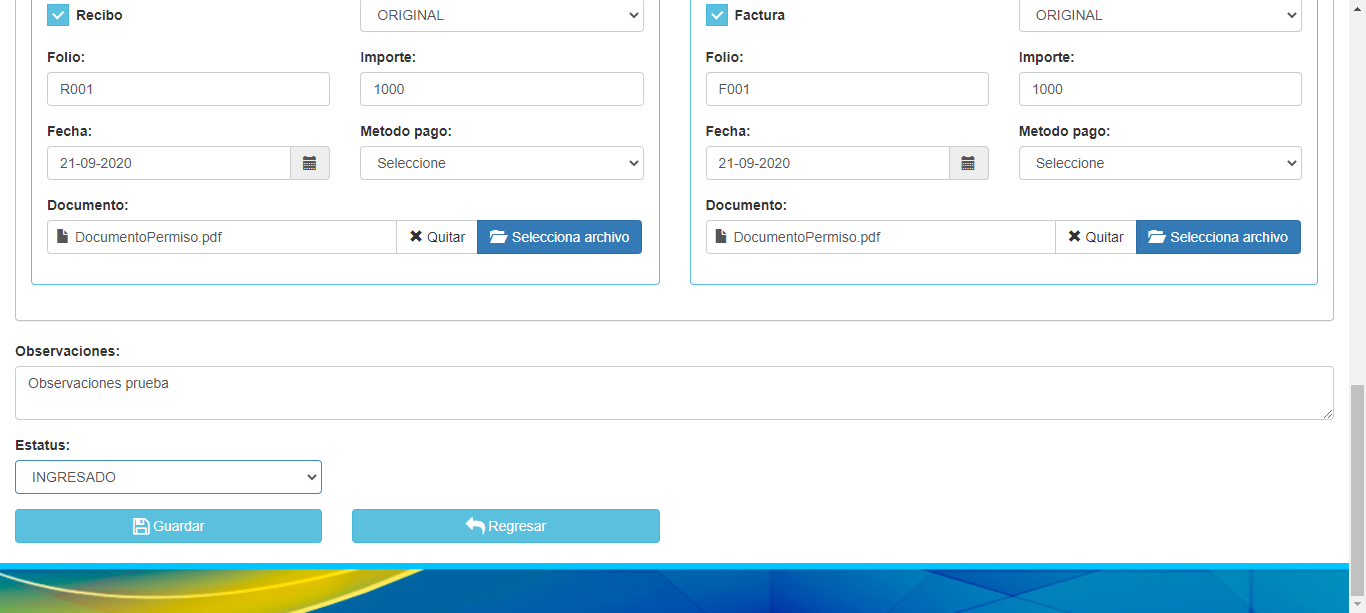 Recibo
ORIGINAL
Folio:
Importe:
R001
1000
Fecha:
Metodo pago:
21-09-2020
Seleccione
Documento:
DocumentoPermiso.pdf
Quitar
Selecciona archivo
Factura
ORIGINAL
Folio:
Importe:
F001
1000
Fecha:
Metodo pago:
21-09-2020
Seleccione
Documento:
DocumentoPermiso.pdf
Quitar
Selecciona archivo
Observaciones:
Observaciones prueba
Estatus:
INGRESADO
Guardar
Regresar